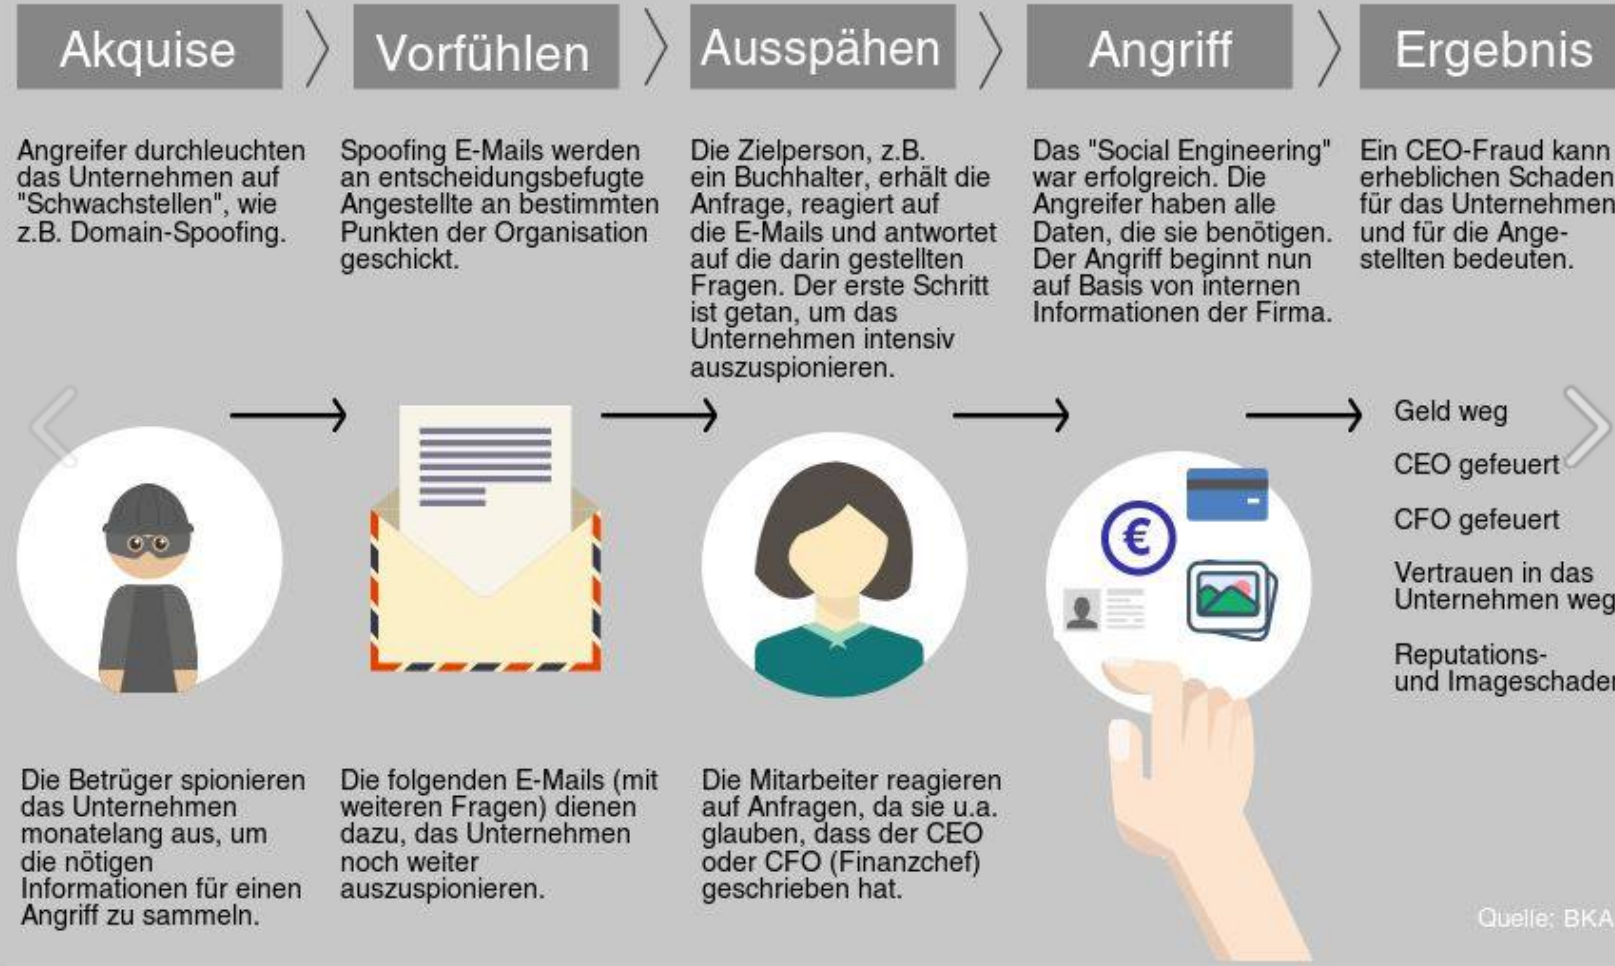 Akquise
Vorfühlen
Ausspähen
Angriff
Ergebnis
Angreifer durchleuchten
das Unternehmen auf
"Schwachstellen", wie
z.B. Domain-Spoofing.
Spoofing E-Mails werden
an entscheidungsbefugte
Angestellte an bestimmten
Punkten der Organisation
geschickt.
Die Zielperson, z.B.
ein Buchhalter, erhält die
Anfrage, reagiert auf
die E-Mails und antwortet
auf die darin gestellten
Fragen. Der erste Schritt
ist getan, um das
Unternehmen intensiv
auszuspionieren.
Das "Social Engineering"
war erfolgreich. Die
Angreifer haben alle
Daten, die sie benötigen.
Der Angriff beginnt nun
auf Basis von internen
Informationen der Firma.
Ein CEO-Fraud kann
erheblichen Schaden
für das Unternehmen
und für die Ange-
stellten bedeuten.
€
Geld weg
CEO gefeuert
CFO gefeuert
Vertrauen in das
Unternehmen weg
Reputations-
und Imageschaden
Die Betrüger spionieren
das Unternehmen
monatelang aus, um
die nötigen
Informationen für einen
Angriff zu sammeln.
Die folgenden E-Mails (mit
weiteren Fragen) dienen
dazu, das Unternehmen
noch weiter
auszuspionieren.
Die Mitarbeiter reagieren
auf Anfragen, da sie u.a.
glauben, dass der CEO
oder CFO (Finanzchef)
geschrieben hat.
Quelle: BKA